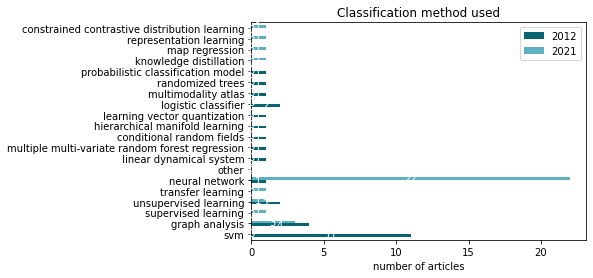 Classification method used
constrained contrastive distribution learning
representation learning
map regression
knowledge distillation
probabilistic classification model
randomized trees
multimodality atlas
logistic classifier
learning vector quantization
hierarchical manifold learning
conditional random fields
multiple multi-variate random forest regression
linear dynamical system
other
neural network
transfer learning
unsupervised learning
supervised learning
graph analysis
svm
2012
2021
0
5
10
15
20
number of articles